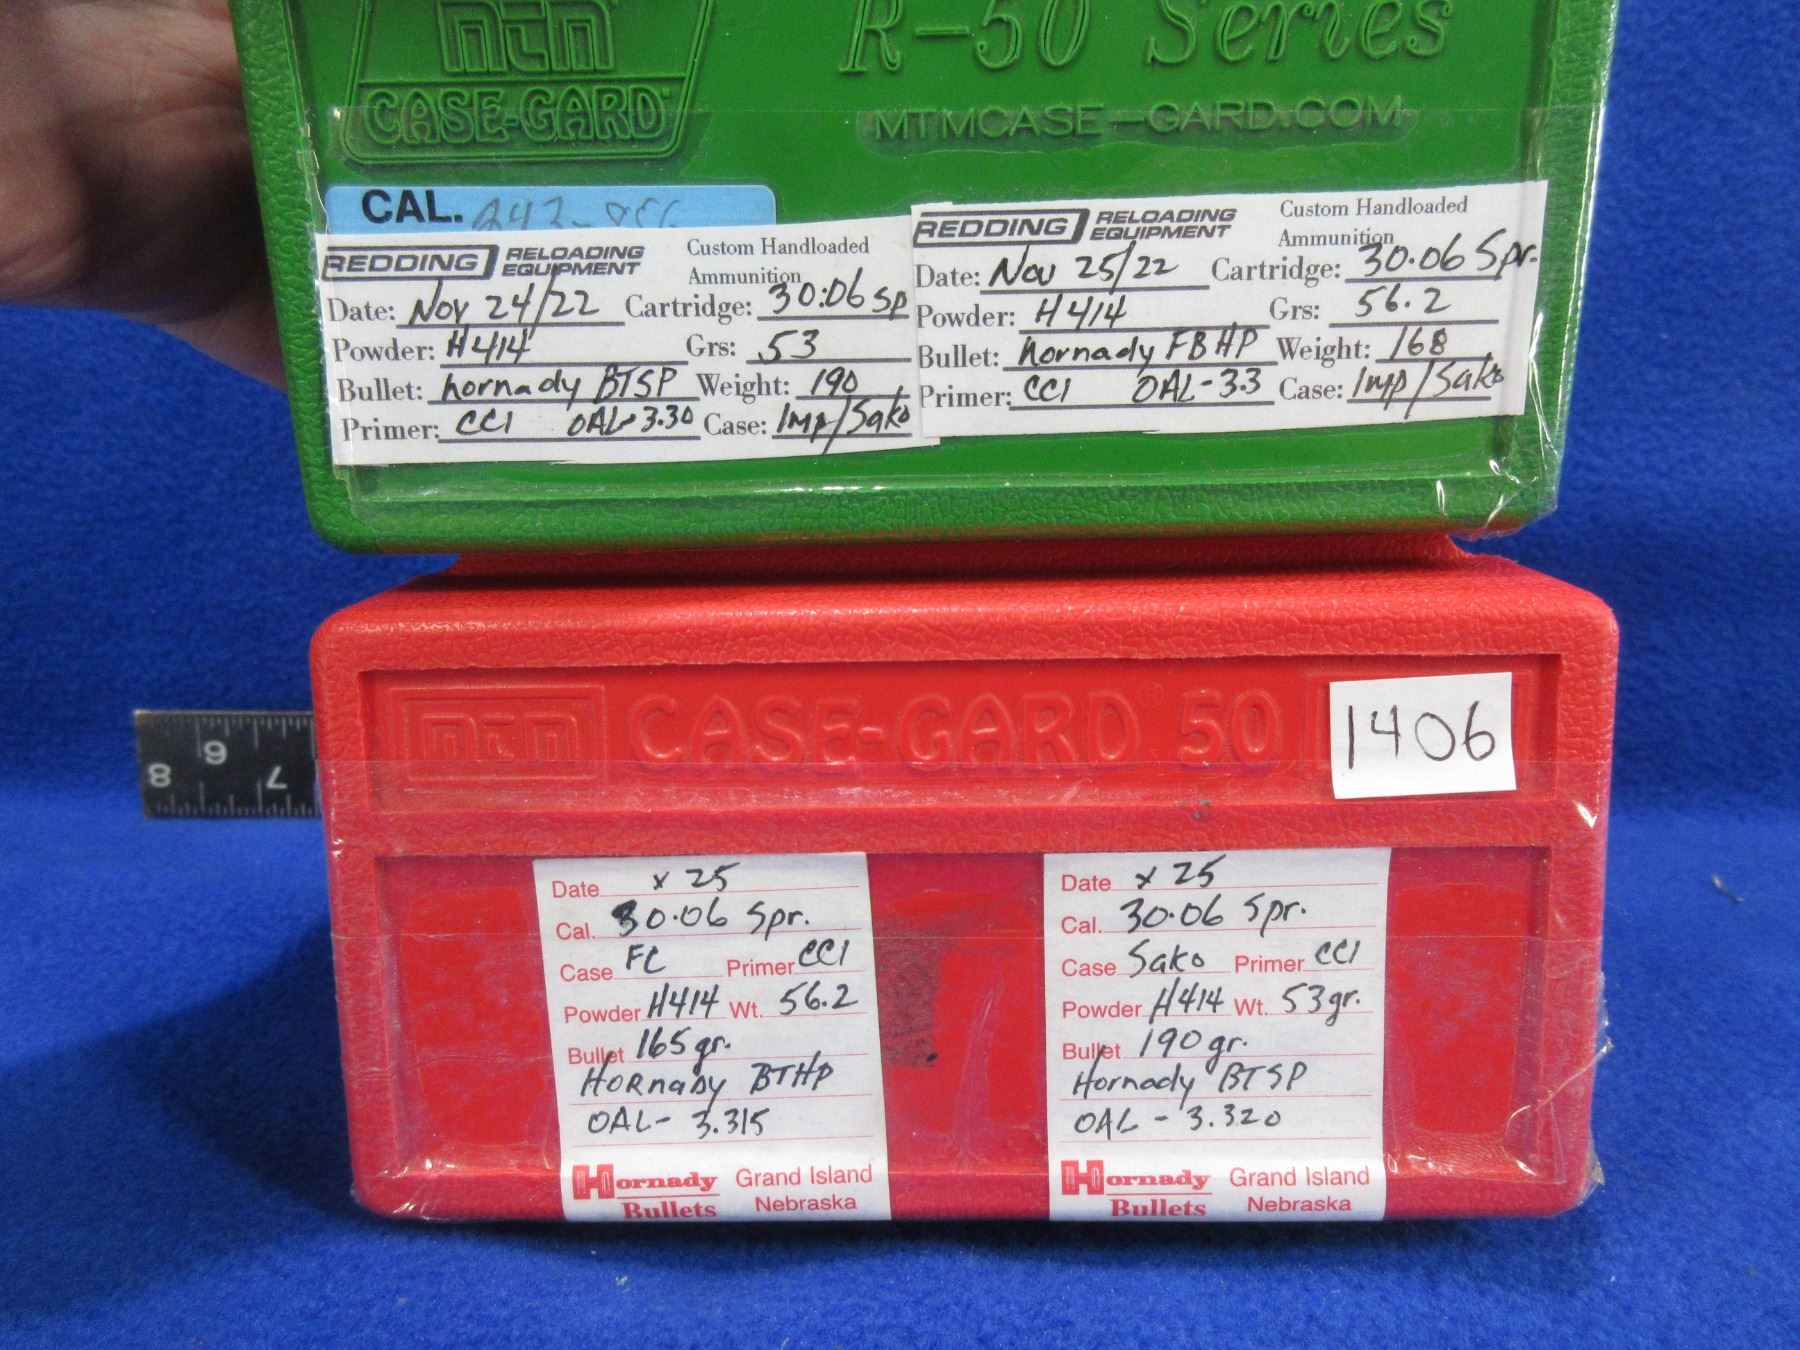 mtm
R-50 Series
CASE-GARD
MTMCASE-GARD.COM
CAL.
REDDING RELOADING EQUIPMENT
Custom Handloaded Ammunition
Date: Nov 24/22 Cartridge: 30:06 SP
Powder: H414 Grs: 53
Bullet: hornady BTSP Weight: 190
Primer: CCI OAL-3.30 Case: Imp/Sako
REDDING RELOADING EQUIPMENT
Custom Handloaded Ammunition
Date: Nov 25/22 Cartridge: 30.06 Spr.
Powder: H414 Grs: 56.2
Bullet: hornady FBHP Weight: 168
Primer: CCI OAL-3.3 Case: Imp/Sako
8 9 7
mtm CASE-GARD® 50
1406
Date x 25
Cal. 30.06 Spr.
Case FC Primer CCI
Powder H414 Wt. 56.2
Bullet 165gr.
HORnaDy BTHP
OAL- 3.315
Hornady Bullets
Grand Island Nebraska
Date x 25
Cal. 30.06 Spr.
Case Sako Primer CCI
Powder H414 Wt. 53gr.
Bullet 190gr.
Hornady BTSP
OAL - 3.320
Hornady Bullets
Grand Island Nebraska